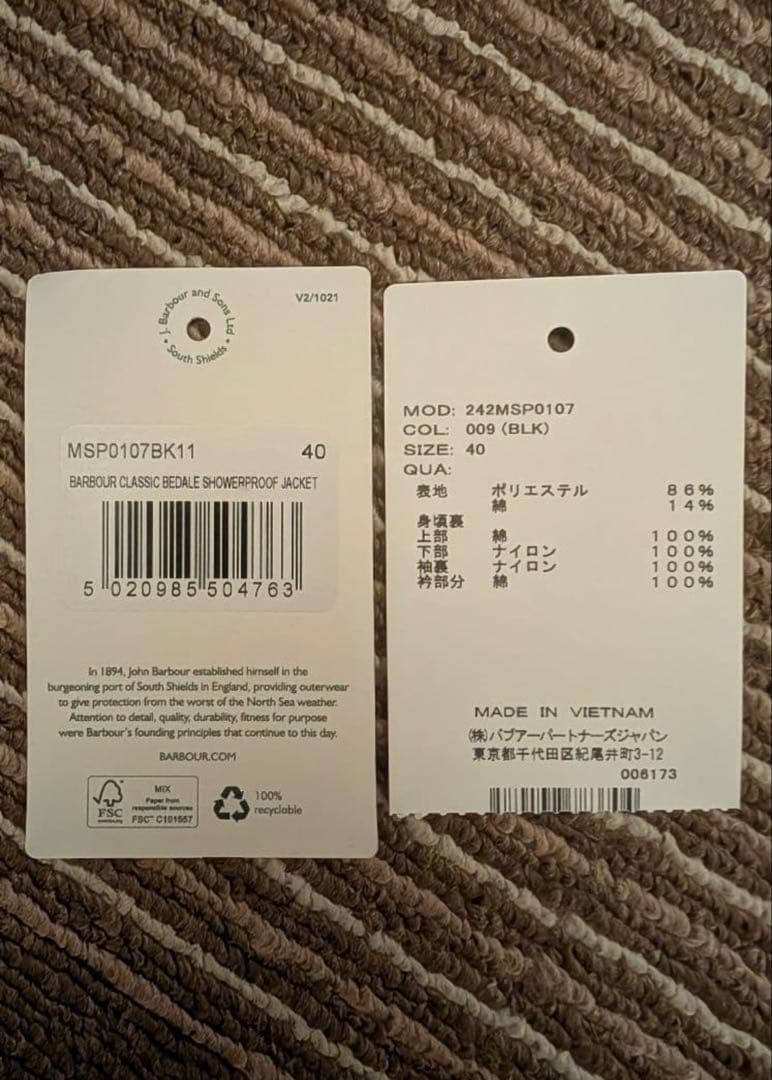 J. Barbour and Sons Ltd
• South Shields •
V2/1021
MSP0107BK11 40
BARBOUR CLASSIC BEDALE SHOWERPROOF JACKET
5 020985 504763
In 1894, John Barbour established himself in the
burgeoning port of South Shields in England, providing outerwear
to give protection from the worst of the North Sea weather.
Attention to detail, quality, durability, fitness for purpose
were Barbour's founding principles that continue to this day.
BARBOUR.COM
FSC
www.fsc.org
MIX
Paper from
responsible sources
FSC™ C101557
100%
recyclable
MOD: 242MSP0107
COL: 009 (BLK)
SIZE: 40
QUA:
表地 ポリエステル 86%
綿 14%
身頃裏
上部 綿 100%
下部 ナイロン 100%
袖裏 ナイロン 100%
衿部分 綿 100%
MADE IN VIETNAM
(株)バブアーパートナーズジャパン
東京都千代田区紀尾井町3-12
006173